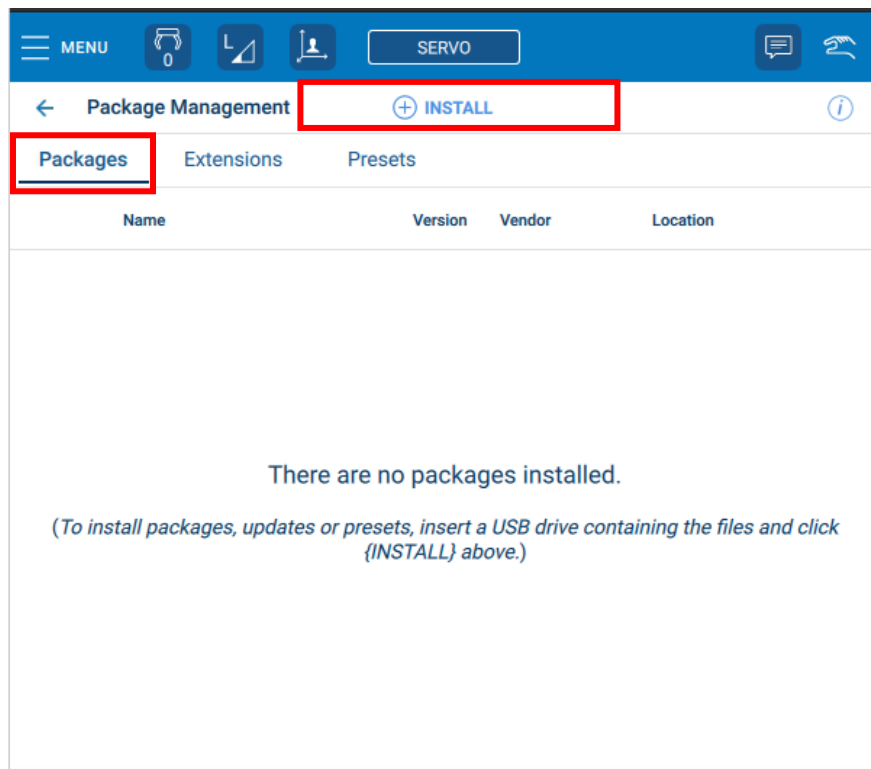 MENU
0
L
SERVO
Package Management
INSTALL
i
Packages
Extensions
Presets
Name
Version
Vendor
Location
There are no packages installed.
(To install packages, updates or presets, insert a USB drive containing the files and click
{INSTALL} above.)